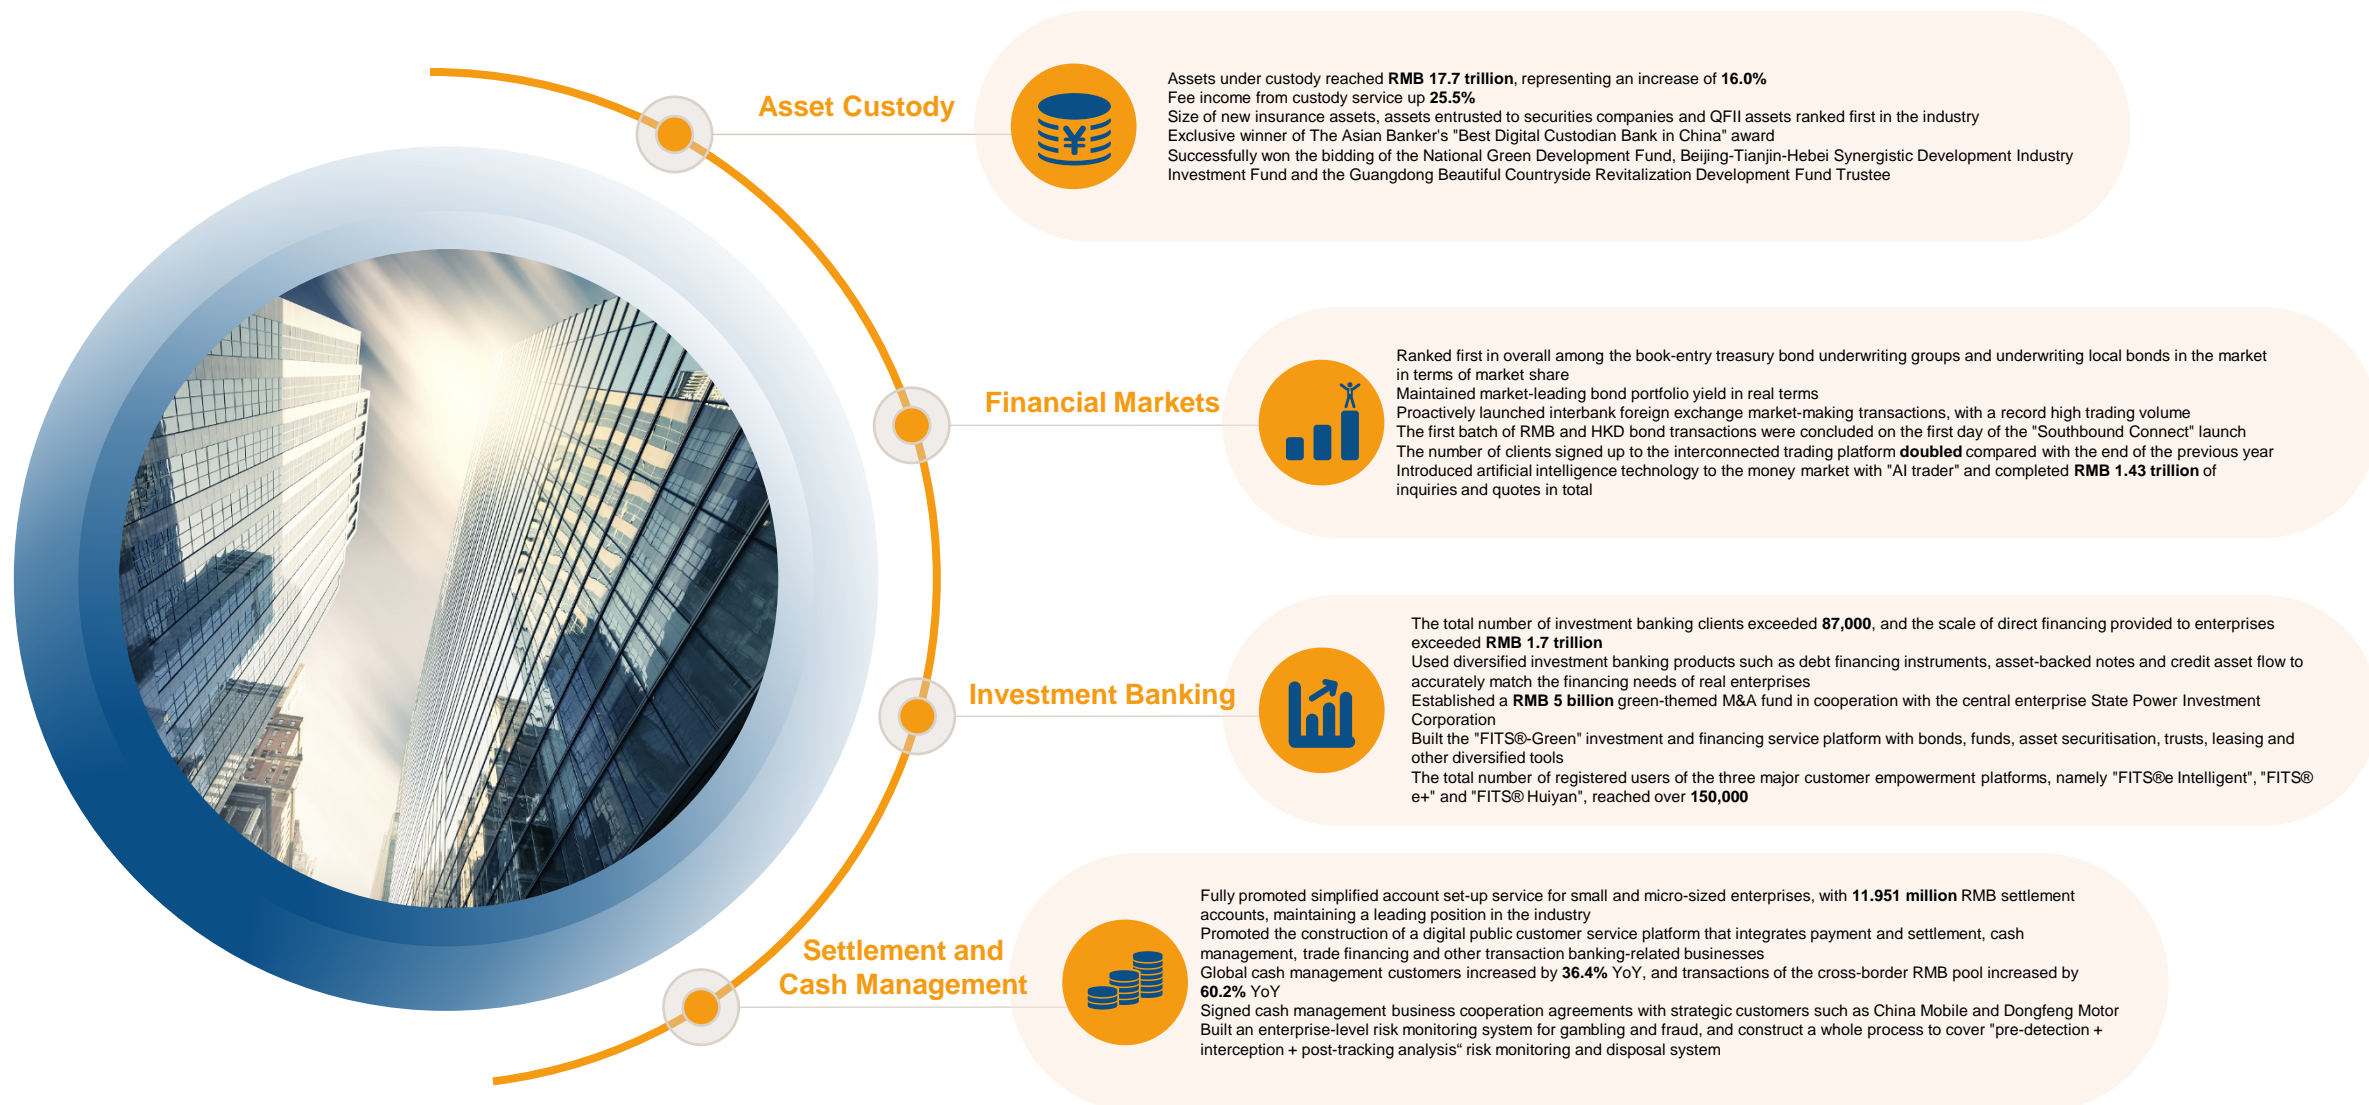 Asset Custody
Assets under custody reached RMB 17.7 trillion, representing an increase of 16.0%
Fee income from custody service up 25.5%
Size of new insurance assets, assets entrusted to securities companies and QFII assets ranked first in the industry
Exclusive winner of The Asian Banker's "Best Digital Custodian Bank in China" award
Successfully won the bidding of the National Green Development Fund, Beijing-Tianjin-Hebei Synergistic Development Industry
Investment Fund and the Guangdong Beautiful Countryside Revitalization Development Fund Trustee
Financial Markets
Ranked first in overall among the book-entry treasury bond underwriting groups and underwriting local bonds in the market
in terms of market share
Maintained market-leading bond portfolio yield in real terms
Proactively launched interbank foreign exchange market-making transactions, with a record high trading volume
The first batch of RMB and HKD bond transactions were concluded on the first day of the "Southbound Connect" launch
The number of clients signed up to the interconnected trading platform doubled compared with the end of the previous year
Introduced artificial intelligence technology to the money market with "AI trader" and completed RMB 1.43 trillion of
inquiries and quotes in total
Investment Banking
The total number of investment banking clients exceeded 87,000, and the scale of direct financing provided to enterprises
exceeded RMB 1.7 trillion
Used diversified investment banking products such as debt financing instruments, asset-backed notes and credit asset flow to
accurately match the financing needs of real enterprises
Established a RMB 5 billion green-themed M&A fund in cooperation with the central enterprise State Power Investment
Corporation
Built the "FITS®-Green" investment and financing service platform with bonds, funds, asset securitisation, trusts, leasing and
other diversified tools
The total number of registered users of the three major customer empowerment platforms, namely "FITS®e Intelligent", "FITS®
e+" and "FITS® Huiyan", reached over 150,000
Settlement and
Cash Management
Fully promoted simplified account set-up service for small and micro-sized enterprises, with 11.951 million RMB settlement
accounts, maintaining a leading position in the industry
Promoted the construction of a digital public customer service platform that integrates payment and settlement, cash
management, trade financing and other transaction banking-related businesses
Global cash management customers increased by 36.4% YoY, and transactions of the cross-border RMB pool increased by
60.2% YoY
Signed cash management business cooperation agreements with strategic customers such as China Mobile and Dongfeng Motor
Built an enterprise-level risk monitoring system for gambling and fraud, and construct a whole process to cover "pre-detection +
interception + post-tracking analysis“ risk monitoring and disposal system